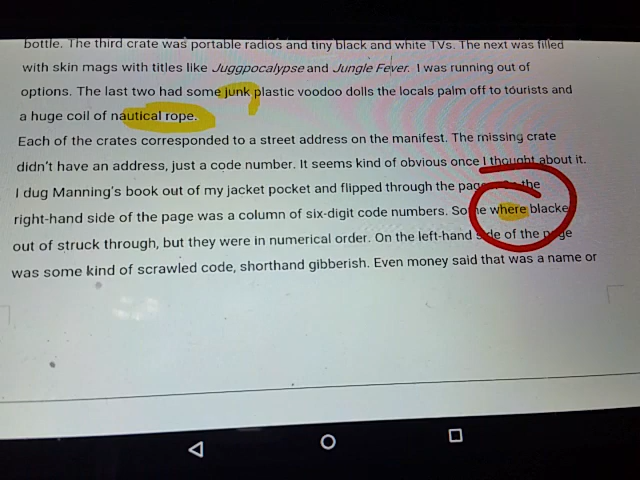 bottle. The third crate was portable radios and tiny black and white TVs. The next was filled
with skin mags with titles like Juggpocalypse and Jungle Fever. I was running out of
options. The last two had some junk plastic voodoo dolls the locals palm off to tourists and
a huge coil of nautical rope.
Each of the crates corresponded to a street address on the manifest. The missing crate
didn't have an address, just a code number. It seems kind of obvious once I thought about it.
I dug Manning's book out of my jacket pocket and flipped through the the
right-hand side of the page was a column of six-digit code numbers. Some where blacked
out of struck through, but they were in numerical order. On the left-hand side of the page
was some kind of scrawled code, shorthand gibberish. Even money said that was a name or